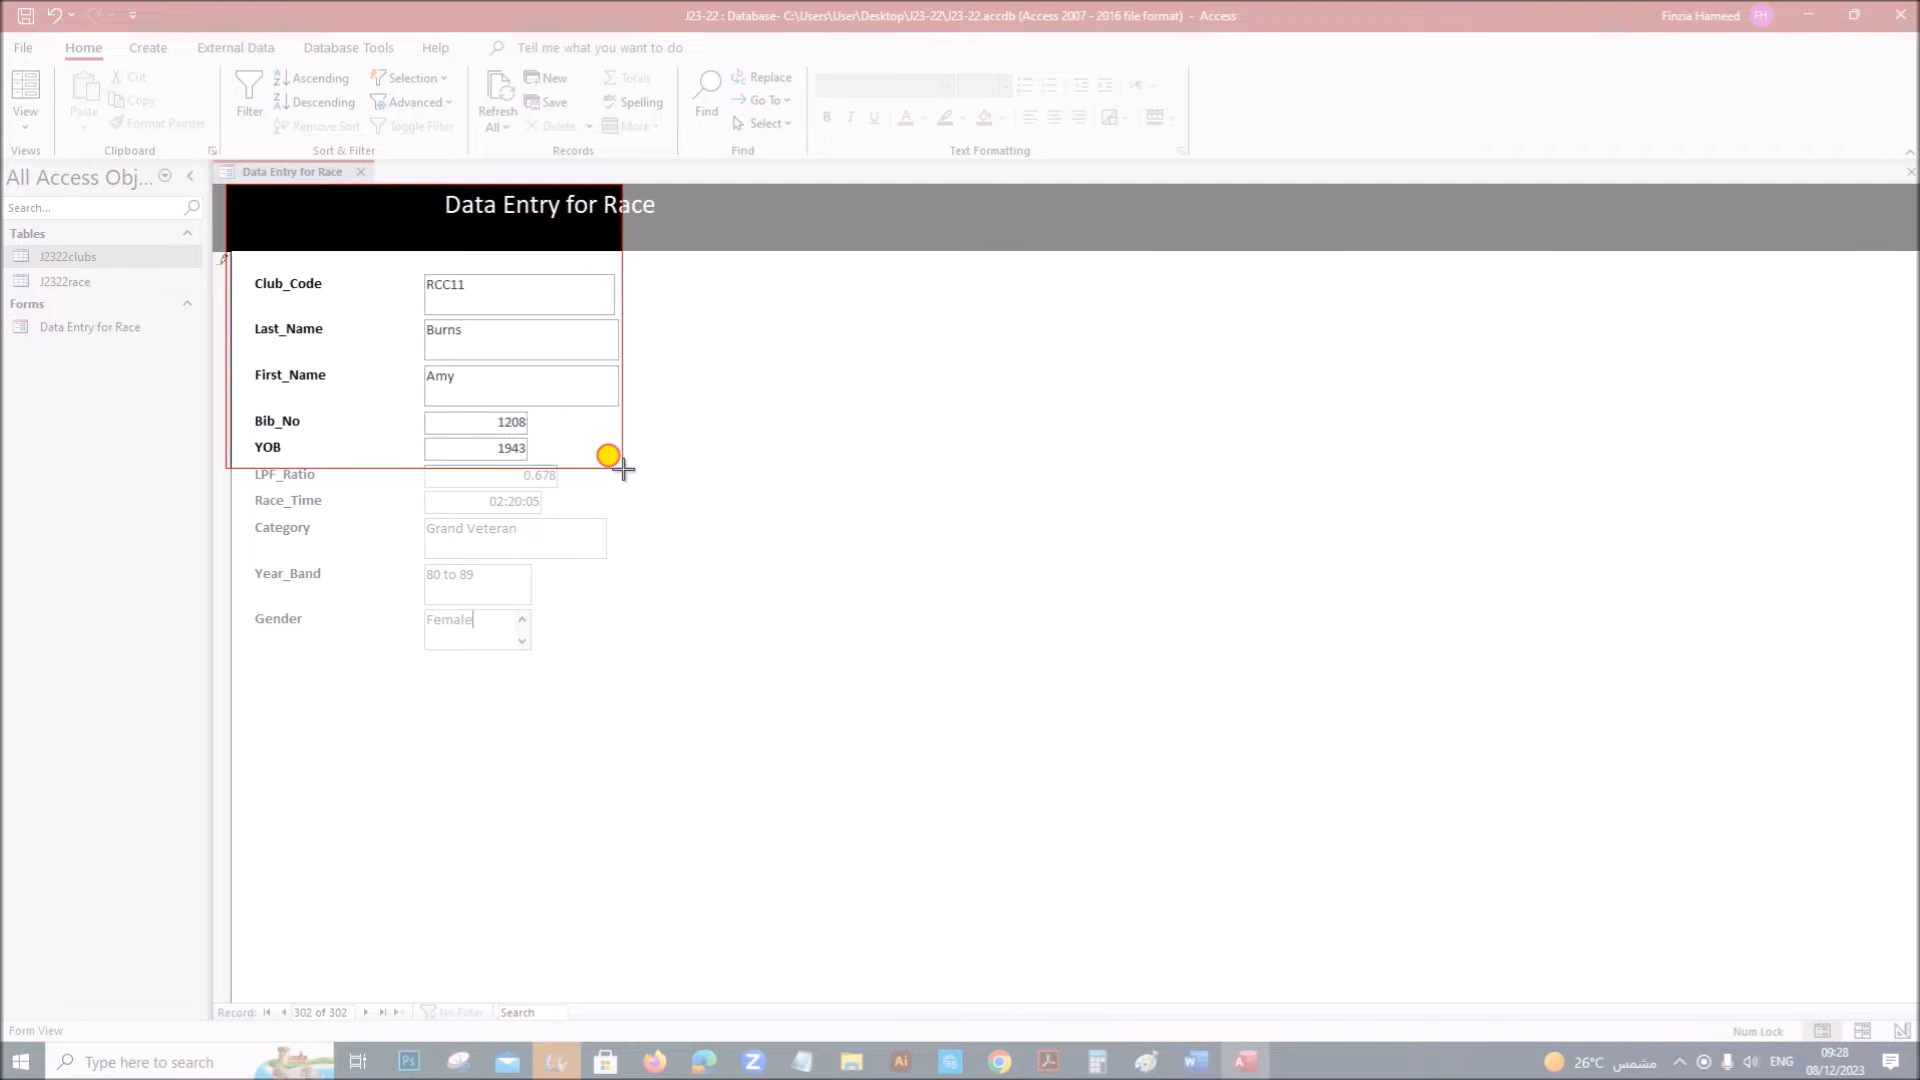 J23-22 : Database- C:\Users\User\Desktop\J23-22\J23-22.accdb (Access 2007 - 2016 file format) - Access
Finzia Hameed FH
File Home Create External Data Database Tools Help Tell me what you want to do
View
Views
Paste
Cut
Copy
Format Painter
Clipboard
Filter
Ascending
Descending
Remove Sort
Selection
Advanced
Toggle Filter
Sort & Filter
Refresh
All
New
Save
Delete
Totals
Spelling
More
Records
Find
Replace
Go To
Select
Find
B I U A
Text Formatting
All Access Obj...
Search...
Tables
J2322clubs
J2322race
Forms
Data Entry for Race
Data Entry for Race
Data Entry for Race
Club_Code RCC11
Last_Name Burns
First_Name Amy
Bib_No 1208
YOB 1943
LPF_Ratio 0.678
Race_Time 02:20:05
Category Grand Veteran
Year_Band 80 to 89
Gender Female
Record: 302 of 302 No Filter Search
Form View
Num Lock
Type here to search
Ps
Ai
26°C مشمس
ENG
09:28
08/12/2023